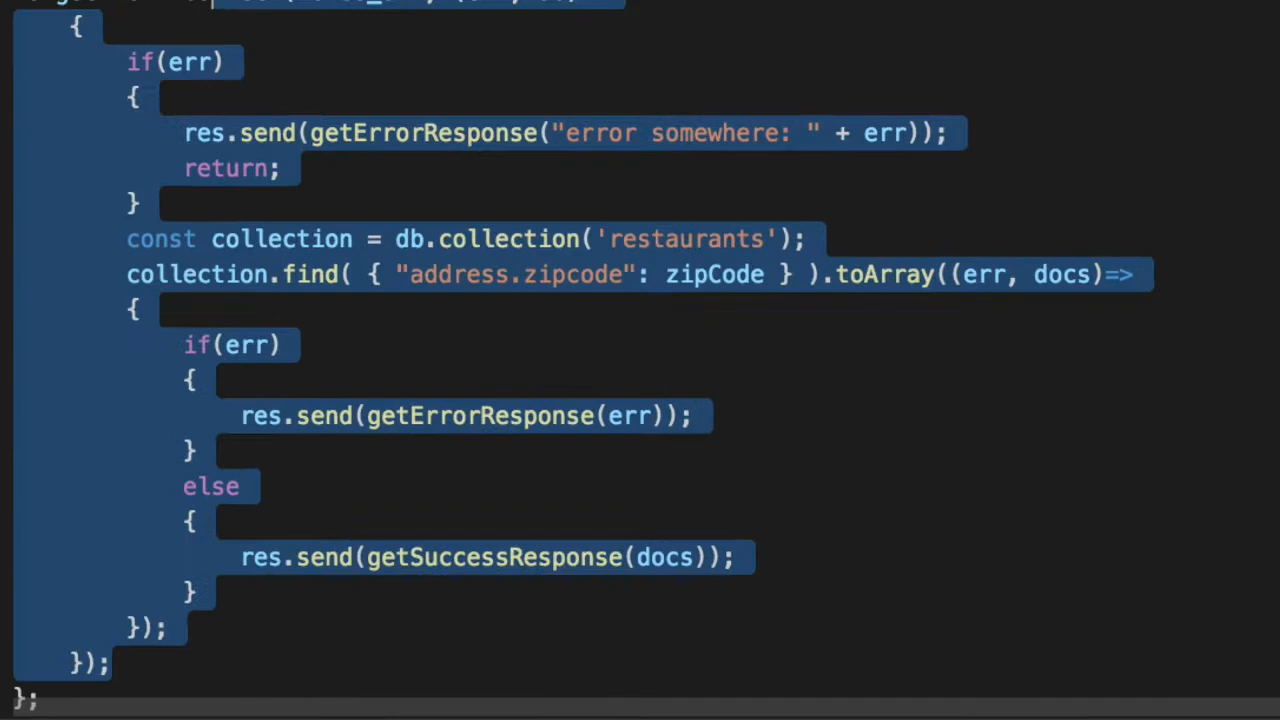 {
if(err)
{
res.send(getErrorResponse("error somewhere: " + err));
return;
}
const collection = db.collection('restaurants');
collection.find( { "address.zipcode": zipCode } ).toArray((err, docs)=>
{
if(err)
{
res.send(getErrorResponse(err));
}
else
{
res.send(getSuccessResponse(docs));
}
});
});
};